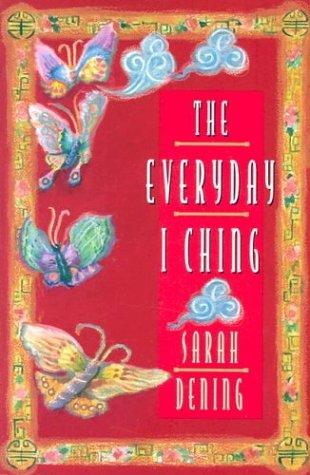 THE
EVERYDAY
I CHING
SARAH
DENING